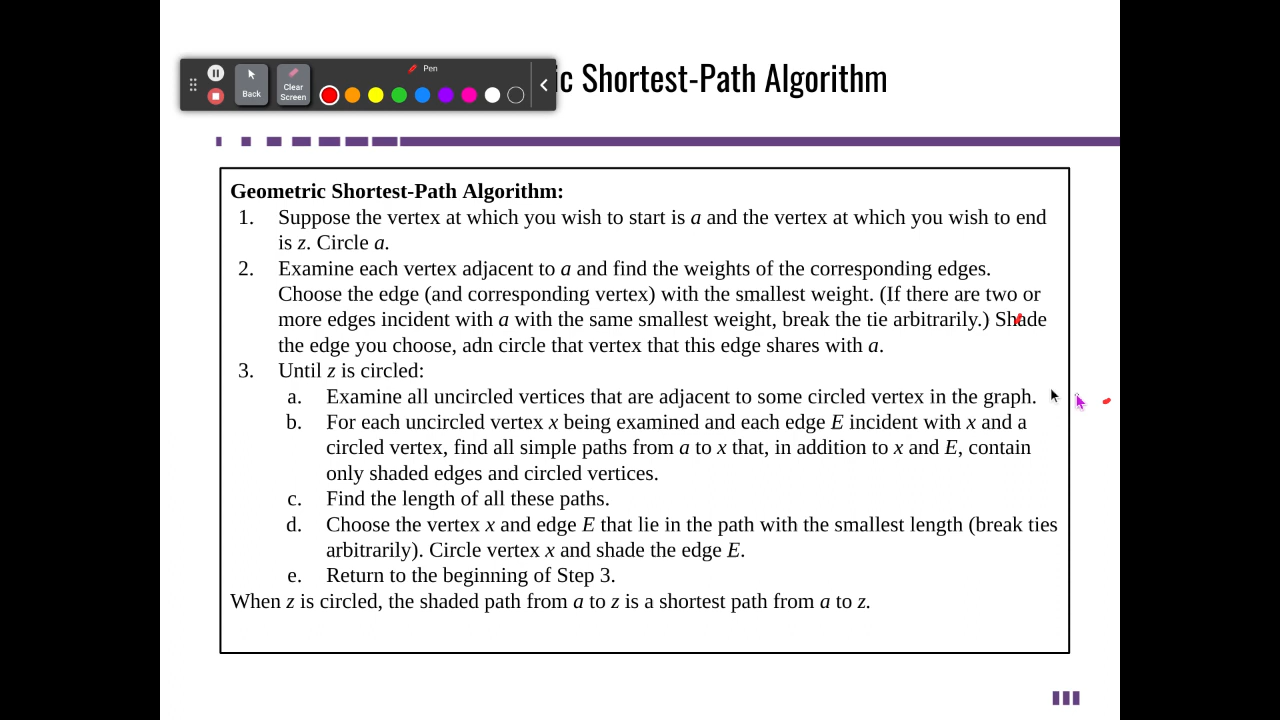 Pen
Back
Clear
Screen
ic Shortest-Path Algorithm
Geometric Shortest-Path Algorithm:
1. Suppose the vertex at which you wish to start is a and the vertex at which you wish to end
is z. Circle a.
2. Examine each vertex adjacent to a and find the weights of the corresponding edges.
Choose the edge (and corresponding vertex) with the smallest weight. (If there are two or
more edges incident with a with the same smallest weight, break the tie arbitrarily.) Shade
the edge you choose, adn circle that vertex that this edge shares with a.
3. Until z is circled:
a. Examine all uncircled vertices that are adjacent to some circled vertex in the graph.
b. For each uncircled vertex x being examined and each edge E incident with x and a
circled vertex, find all simple paths from a to x that, in addition to x and E, contain
only shaded edges and circled vertices.
c. Find the length of all these paths.
d. Choose the vertex x and edge E that lie in the path with the smallest length (break ties
arbitrarily). Circle vertex x and shade the edge E.
e. Return to the beginning of Step 3.
When z is circled, the shaded path from a to z is a shortest path from a to z.